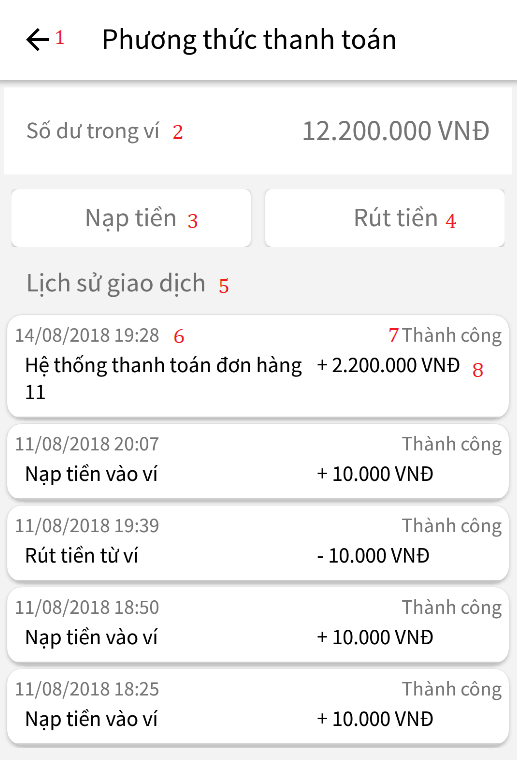 1 Phương thức thanh toán
Số dư trong ví 2 12.200.000 VNĐ
Nạp tiền 3 Rút tiền 4
Lịch sử giao dịch 5
14/08/2018 19:28 6 7 Thành công
Hệ thống thanh toán đơn hàng + 2.200.000 VNĐ 8
11
11/08/2018 20:07 Thành công
Nạp tiền vào ví + 10.000 VNĐ
11/08/2018 19:39 Thành công
Rút tiền từ ví - 10.000 VNĐ
11/08/2018 18:50 Thành công
Nạp tiền vào ví + 10.000 VNĐ
11/08/2018 18:25 Thành công
Nạp tiền vào ví + 10.000 VNĐ